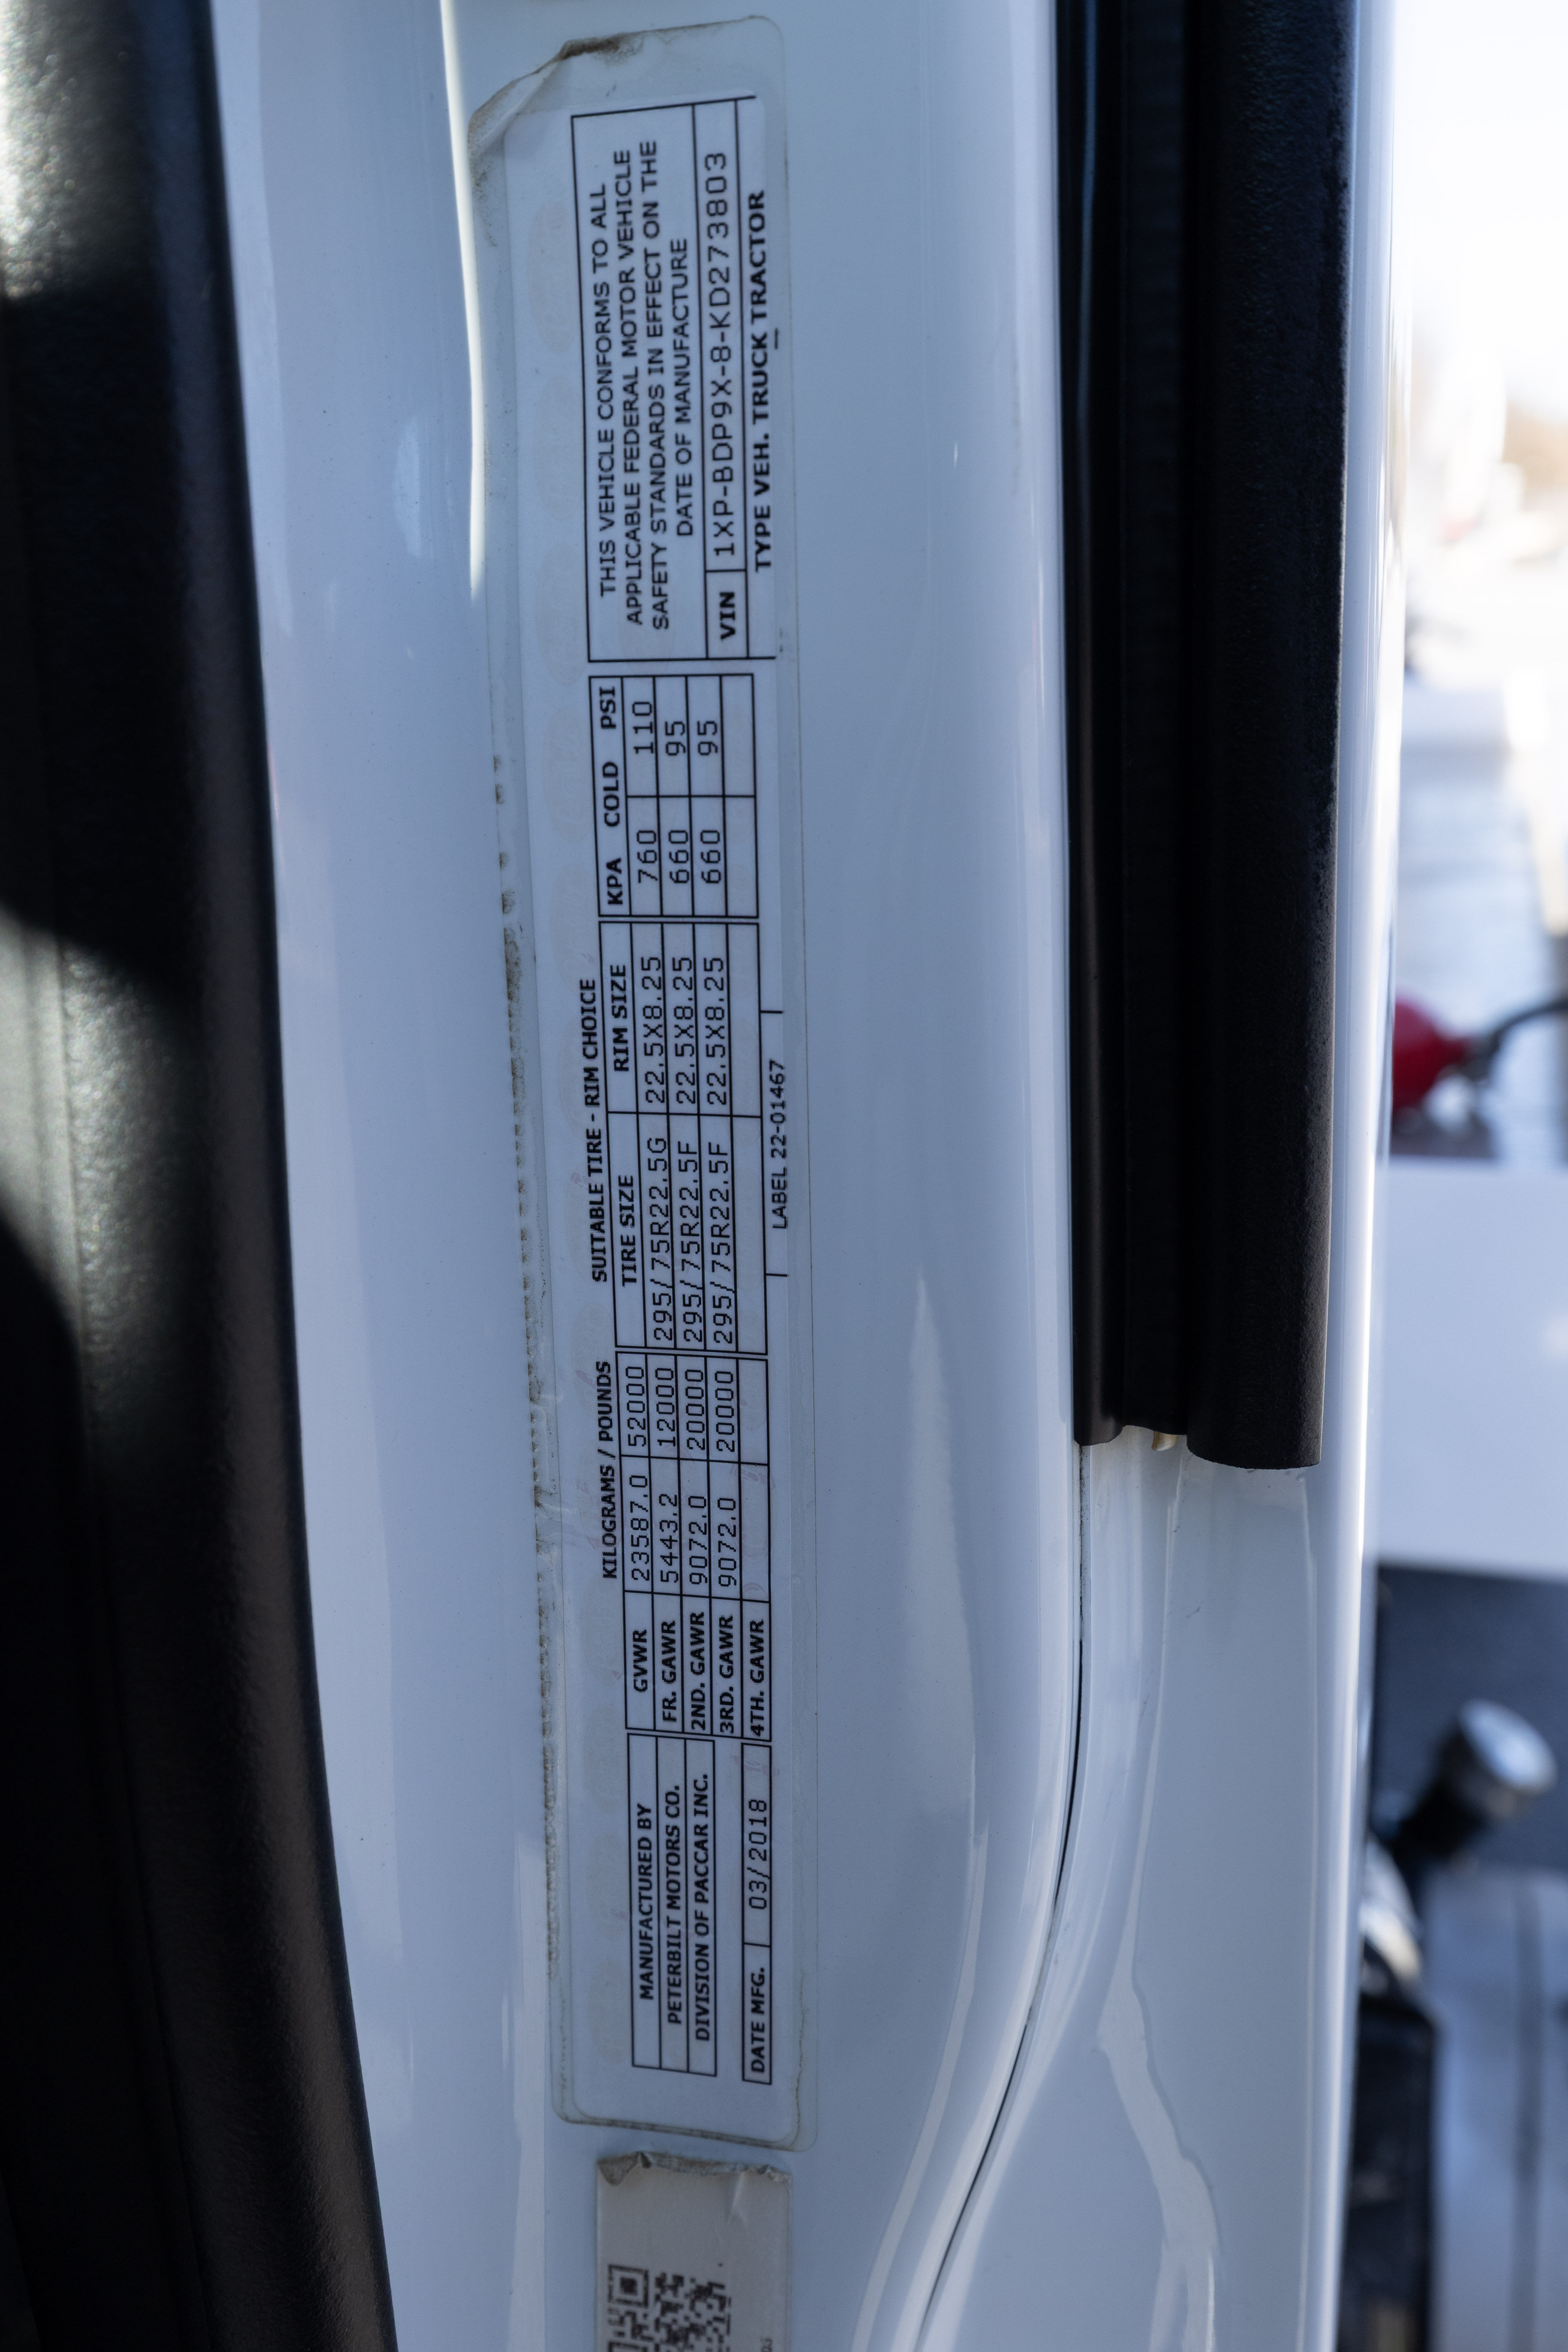 MANUFACTURED BY
PETERBILT MOTORS CO.
DIVISION OF PACCAR INC.
DATE MFG. 03/2018
KILOGRAMS / POUNDS
GVWR 23587.0 52000
FR. GAWR 5443.2 12000
2ND. GAWR 9072.0 20000
3RD. GAWR 9072.0 20000
4TH. GAWR
SUITABLE TIRE - RIM CHOICE
TIRE SIZE RIM SIZE KPA COLD PSI
295/75R22.5G 22.5X8.25 760 110
295/75R22.5F 22.5X8.25 660 95
295/75R22.5F 22.5X8.25 660 95
LABEL 22-01467
THIS VEHICLE CONFORMS TO ALL
APPLICABLE FEDERAL MOTOR VEHICLE
SAFETY STANDARDS IN EFFECT ON THE
DATE OF MANUFACTURE
VIN 1XP-BDP9X-8-KD273803
TYPE VEH. TRUCK TRACTOR